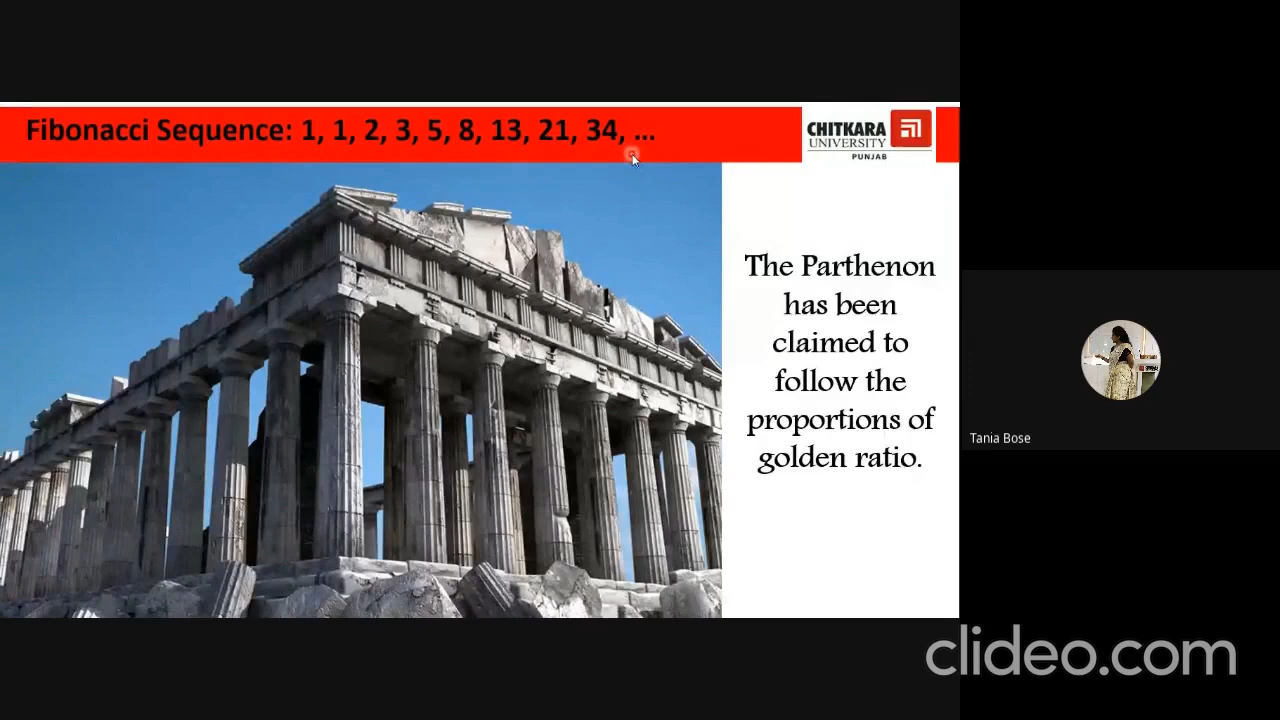 Fibonacci Sequence: 1, 1, 2, 3, 5, 8, 13, 21, 34, ...
CHITKARA
UNIVERSITY
PUNJAB
The Parthenon
has been
claimed to
follow the
proportions of
golden ratio.
Tania Bose
clideo.com